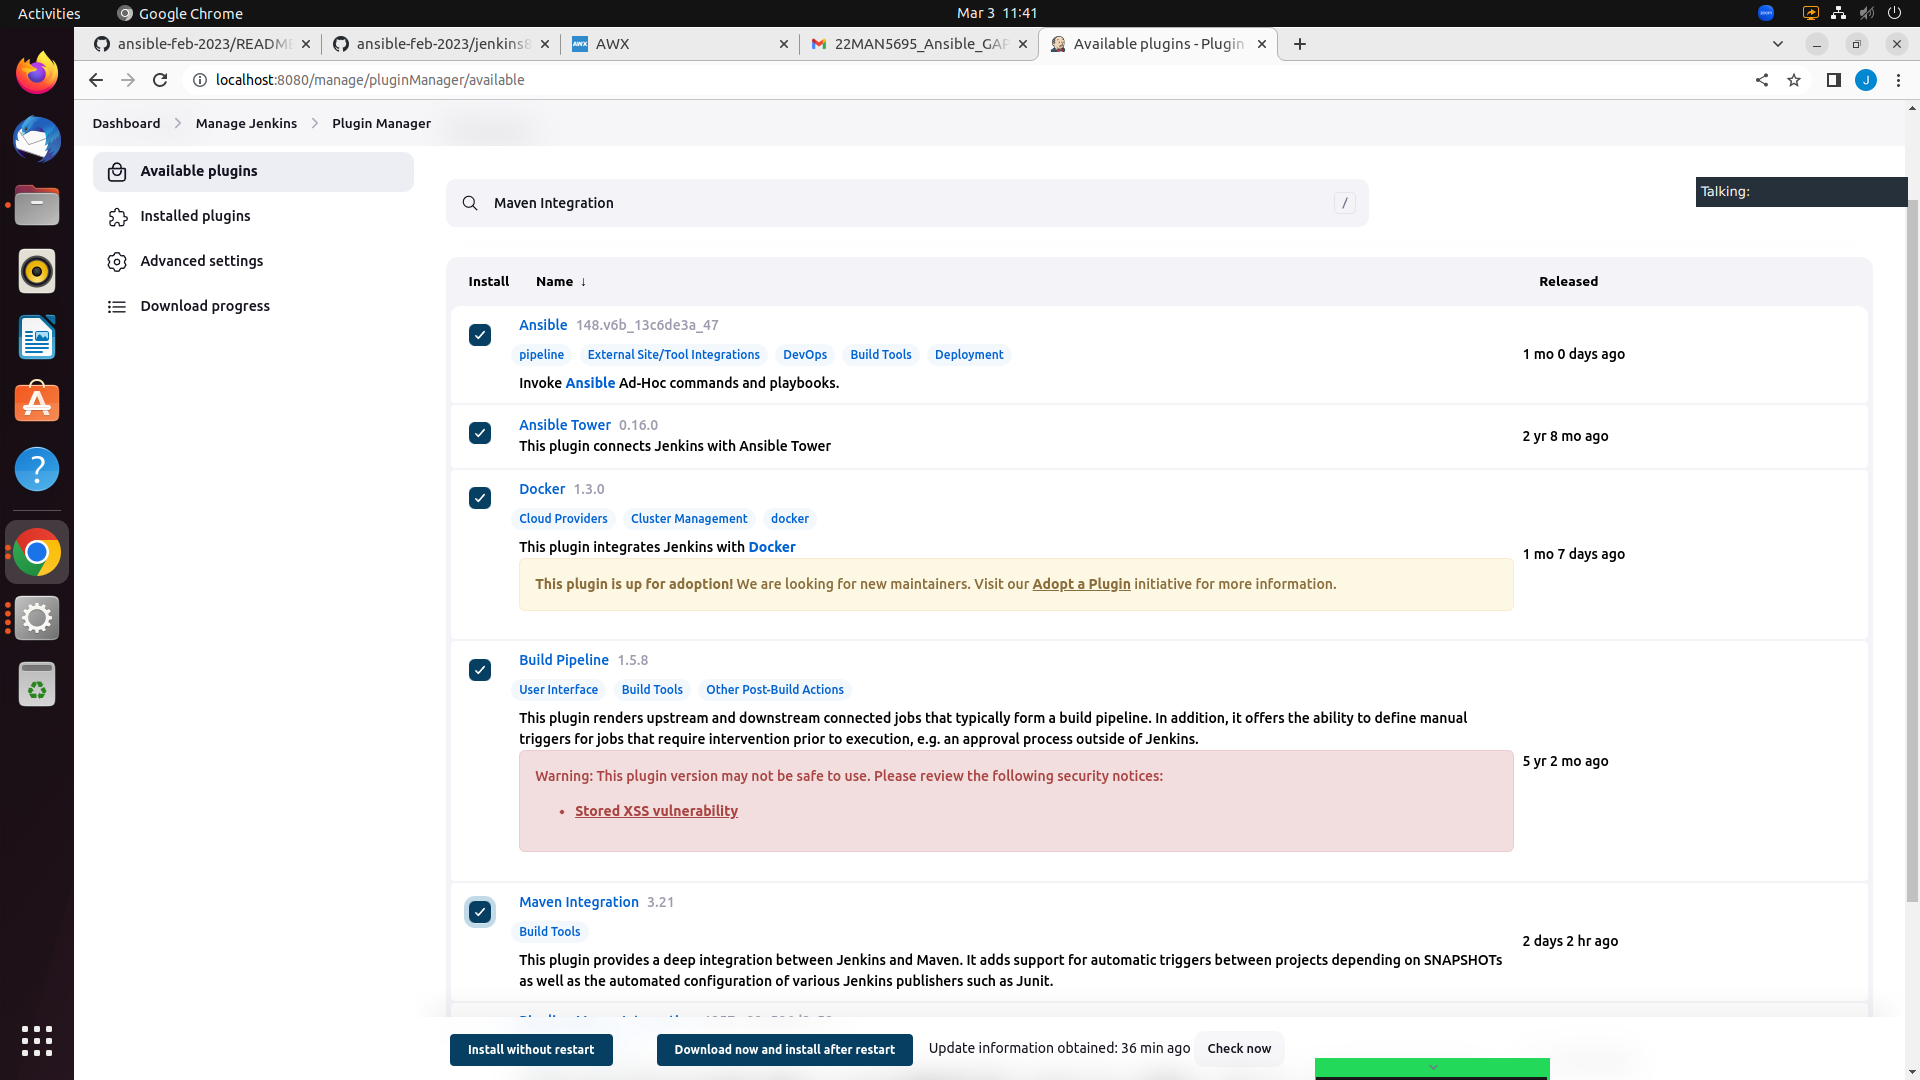 Activities
Google Chrome
Mar 3 11:41
zoom
ansible-feb-2023/README
ansible-feb-2023/jenkins8
AWX
AWX
22MAN5695_Ansible_GAP
Available plugins - Plugin
localhost:8080/manage/pluginManager/available
J
Dashboard
Manage Jenkins
Plugin Manager
Available plugins
Installed plugins
Advanced settings
Download progress
Maven Integration
/
Talking:
Install Name ↓ Released
Ansible 148.v6b_13c6de3a_47
pipeline External Site/Tool Integrations DevOps Build Tools Deployment
Invoke Ansible Ad-Hoc commands and playbooks.
1 mo 0 days ago
Ansible Tower 0.16.0
This plugin connects Jenkins with Ansible Tower
2 yr 8 mo ago
Docker 1.3.0
Cloud Providers Cluster Management docker
This plugin integrates Jenkins with Docker
This plugin is up for adoption! We are looking for new maintainers. Visit our Adopt a Plugin initiative for more information.
1 mo 7 days ago
Build Pipeline 1.5.8
User Interface Build Tools Other Post-Build Actions
This plugin renders upstream and downstream connected jobs that typically form a build pipeline. In addition, it offers the ability to define manual
triggers for jobs that require intervention prior to execution, e.g. an approval process outside of Jenkins.
Warning: This plugin version may not be safe to use. Please review the following security notices:
• Stored XSS vulnerability
5 yr 2 mo ago
Maven Integration 3.21
Build Tools
This plugin provides a deep integration between Jenkins and Maven. It adds support for automatic triggers between projects depending on SNAPSHOTs
as well as the automated configuration of various Jenkins publishers such as Junit.
2 days 2 hr ago
Install without restart
Download now and install after restart
Update information obtained: 36 min ago
Check now